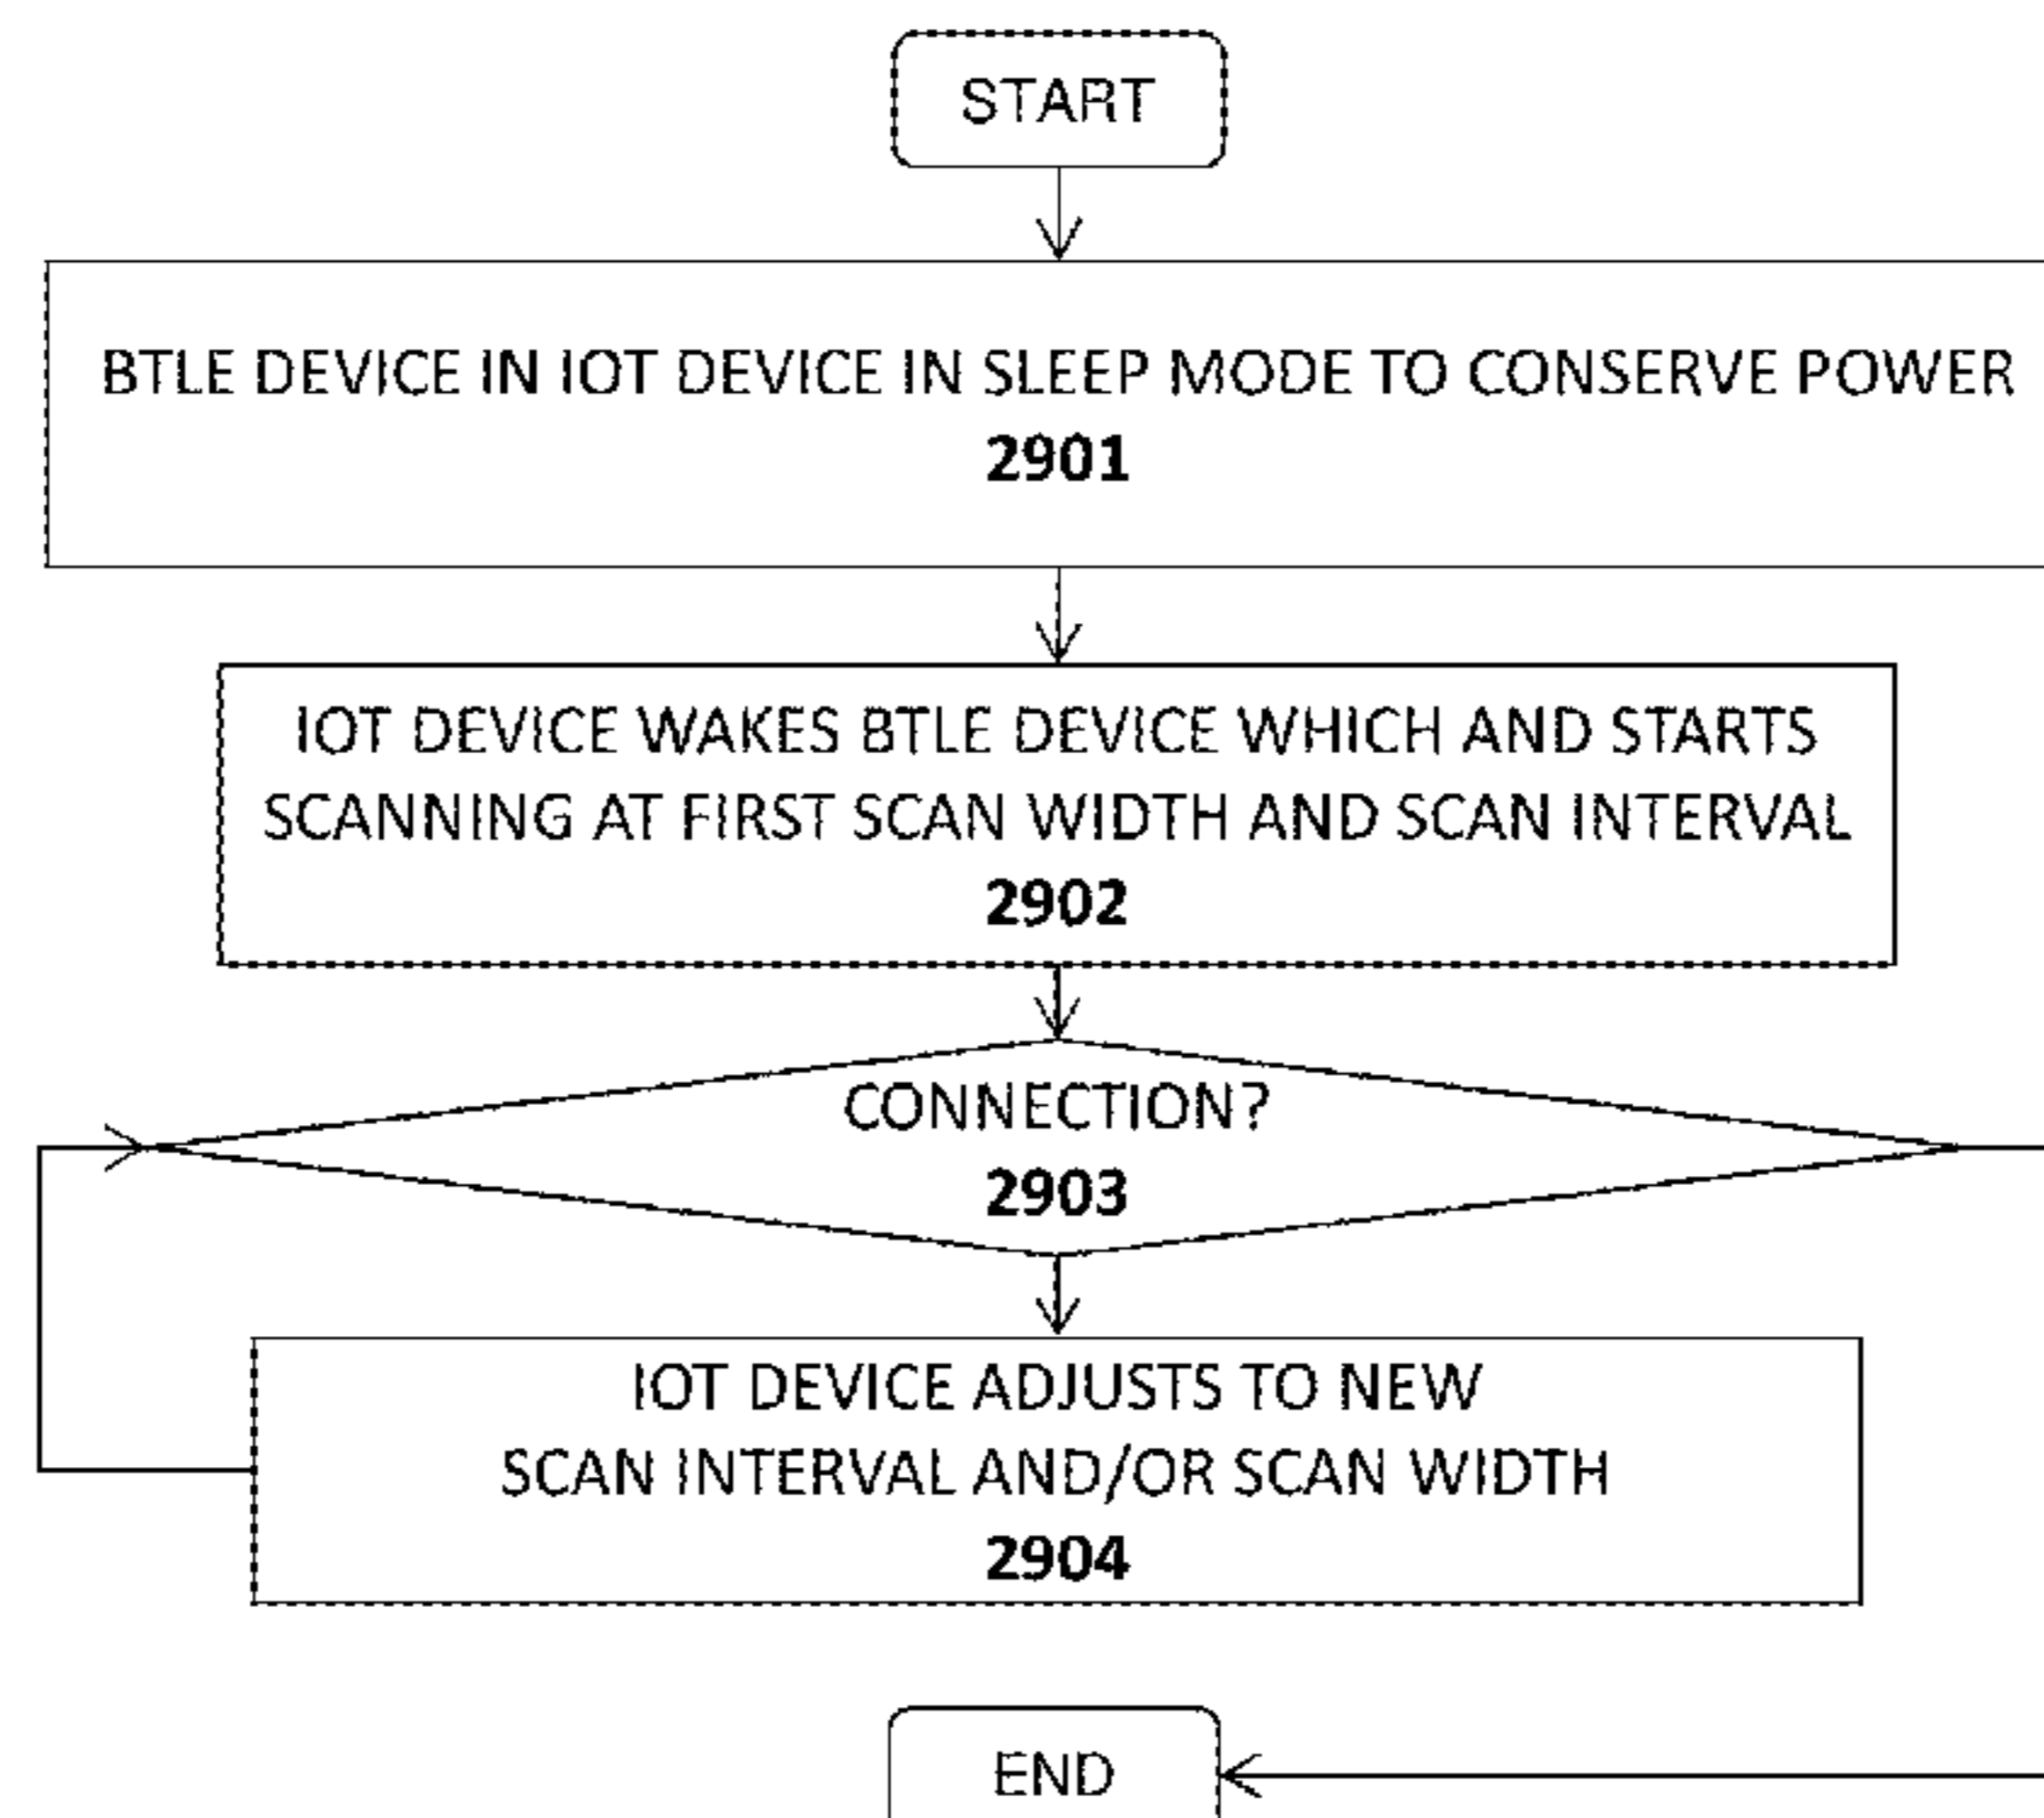 START
BTLE DEVICE IN IOT DEVICE IN SLEEP MODE TO CONSERVE POWER
2901
IOT DEVICE WAKES BTLE DEVICE WHICH AND STARTS
SCANNING AT FIRST SCAN WIDTH AND SCAN INTERVAL
2902
CONNECTION?
2903
IOT DEVICE ADJUSTS TO NEW
SCAN INTERVAL AND/OR SCAN WIDTH
2904
END